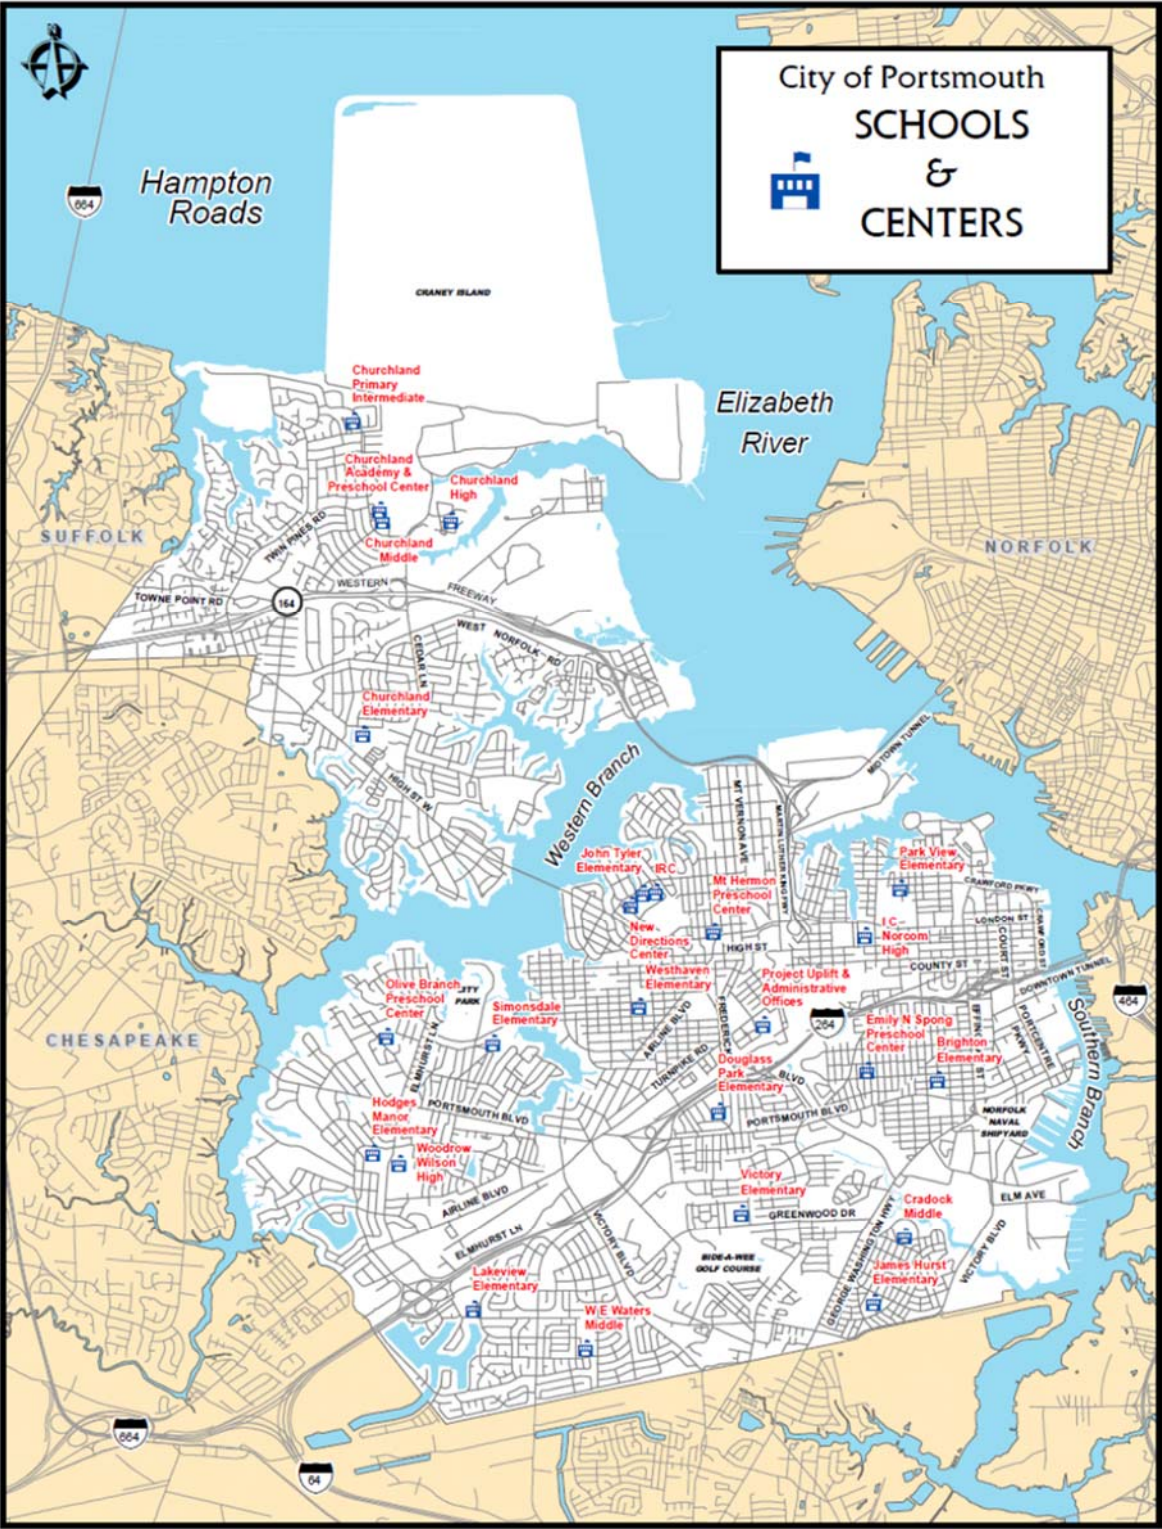 City of Portsmouth
SCHOOLS
&
CENTERS
664
Hampton
Roads
CRANEY ISLAND
Churchland
Primary
Intermediate
Elizabeth
River
Churchland
Academy &
Preschool Center
Churchland
High
TWIN PINES RD
Churchland
Middle
SUFFOLK
NORFOLK
WESTERN
FREEWAY
TOWNE POINT RD
164
WEST NORFOLK RD
CEDAR LN
Churchland
Elementary
HIGH ST W
Western Branch
MIDTOWN TUNNEL
MT VERNON AVE
MARTIN LUTHER KING FWY
John Tyler
Elementary
IRC
Park View
Elementary
Mt Hermon
Preschool
Center
CRAWFORD PKWY
LONDON ST
CRAWFORD ST
COURT ST
New
Directions
Center
HIGH ST
I C
Norcom
High
COUNTY ST
DOWNTOWN TUNNEL
Westhaven
Elementary
Project Uplift &
Administrative
Offices
464
264
Olive Branch
Preschool
Center
CITY
PARK
Simonsdale
Elementary
AIRLINE BLVD
FREDERICK
BLVD
TURNPIKE RD
Emily N Spong
Preschool
Center
Brighton
Elementary
EFFINGHAM ST
PORTCENTRE
PKWY
Southern Branch
CHESAPEAKE
ELMHURST LN
Douglass
Park
Elementary
Hodges
Manor
Elementary
PORTSMOUTH BLVD
PORTSMOUTH BLVD
NORFOLK
NAVAL
SHIPYARD
Woodrow
Wilson
High
Victory
Elementary
AIRLINE BLVD
GREENWOOD DR
ELM AVE
Cradock
Middle
ELMHURST LN
VICTORY BLVD
BIDE-A-WEE
GOLF COURSE
GEORGE WASHINGTON HWY
VICTORY BLVD
Lakeview
Elementary
James Hurst
Elementary
W E Waters
Middle
664
64